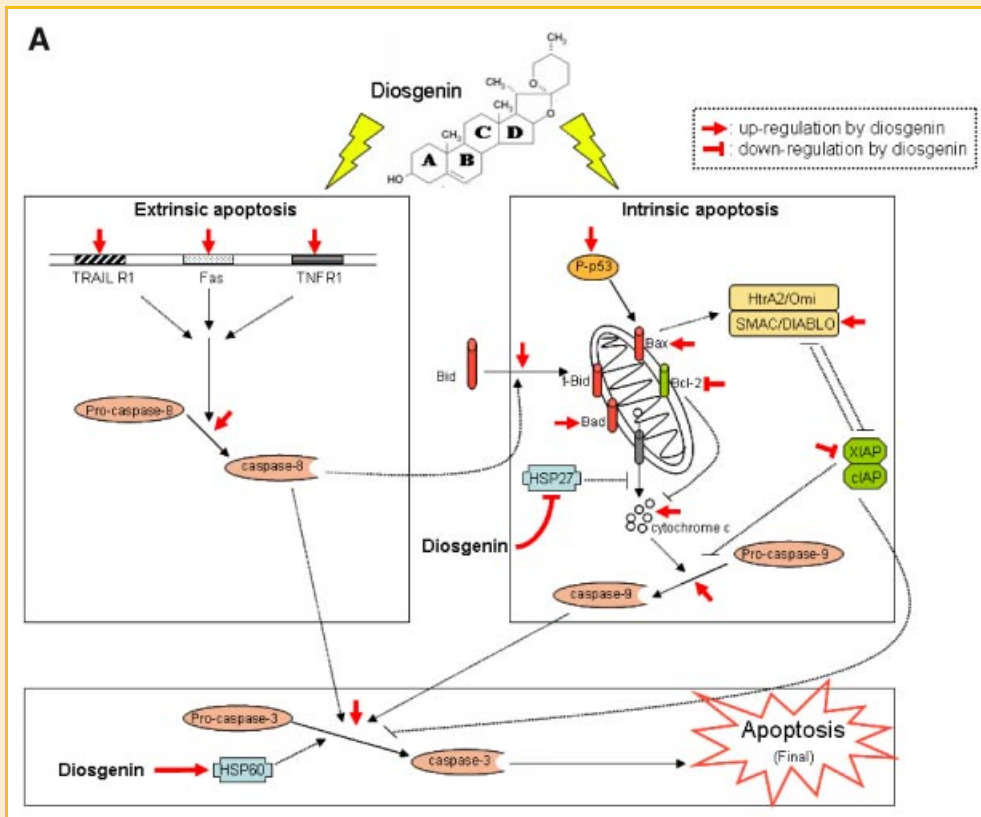 A
Diosgenin
CH₃
O
CH₃
CH₃
O
CH₃
A
B
C
D
HO
: up-regulation by diosgenin
: down-regulation by diosgenin
Extrinsic apoptosis
TRAIL R1
Fas
TNFR1
Pro-caspase-8
caspase-8
Intrinsic apoptosis
P-p53
HtrA2/Omi
SMAC/DIABLO
Bax
Bid
t-Bid
Bcl-2
Bad
XIAP
cIAP
HSP27
cytochrome c
Diosgenin
Pro-caspase-9
caspase-9
Pro-caspase-3
Apoptosis
(Final)
Diosgenin
HSP60
caspase-3